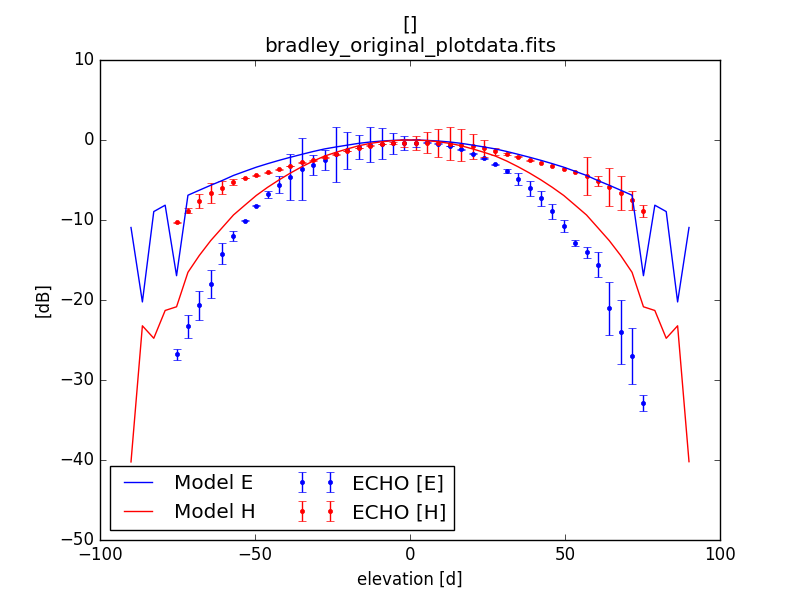 []
bradley_original_plotdata.fits
10
0
−10
−20
−30
−40
−50
[dB]
Model E
Model H
ECHO [E]
ECHO [H]
−100
−50
0
50
100
elevation [d]